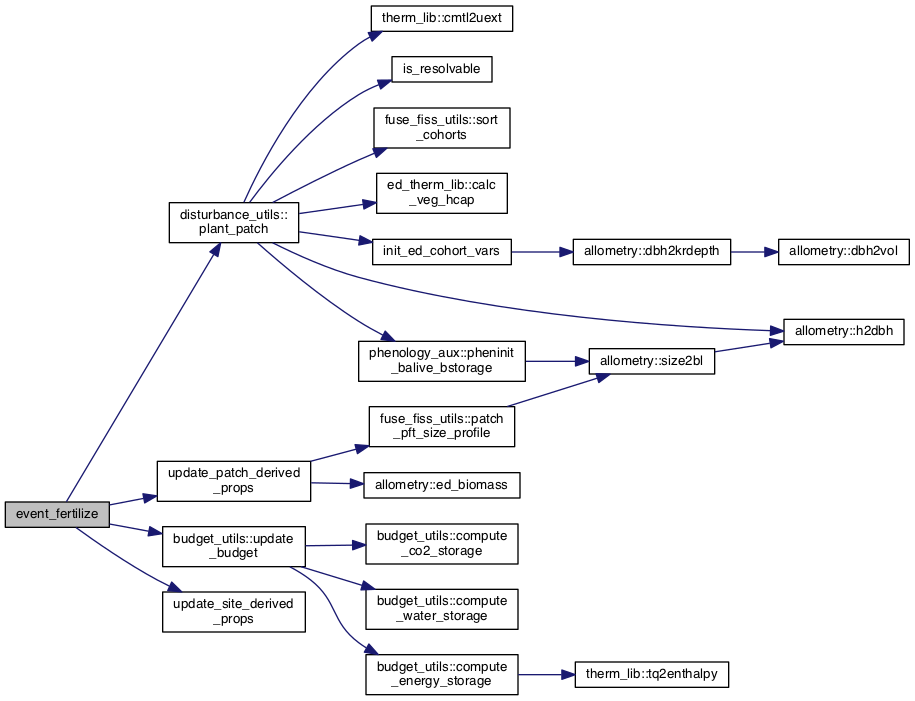 therm_lib::cmtl2uext
is_resolvable
fuse_fiss_utils::sort
_cohorts
ed_therm_lib::calc
_veg_hcap
disturbance_utils::
plant_patch
init_ed_cohort_vars
allometry::dbh2krdepth
allometry::dbh2vol
allometry::h2dbh
phenology_aux::pheninit
_balive_bstorage
allometry::size2bl
fuse_fiss_utils::patch
_pft_size_profile
update_patch_derived
_props
allometry::ed_biomass
event_fertilize
budget_utils::update
_budget
budget_utils::compute
_co2_storage
update_site_derived
_props
budget_utils::compute
_water_storage
budget_utils::compute
_energy_storage
therm_lib::tq2enthalpy